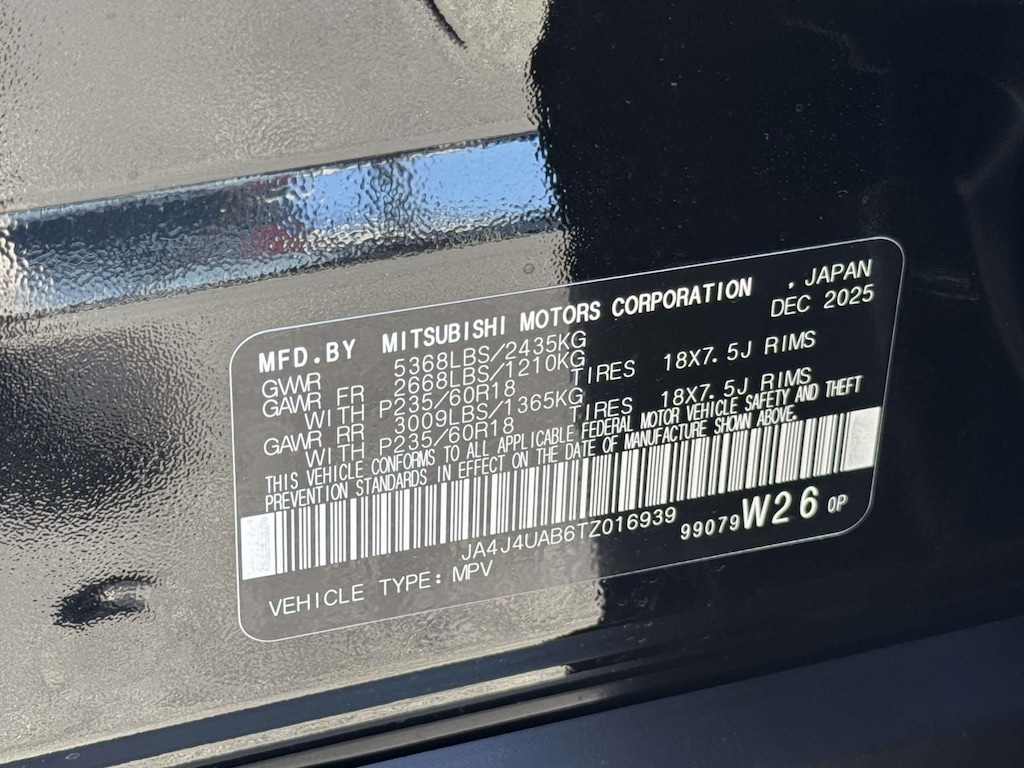 MFD.BY MITSUBISHI MOTORS CORPORATION , JAPAN
DEC 2025
GVWR 5368LBS/2435KG
GAWR FR 2668LBS/1210KG
WITH P235/60R18 TIRES 18X7.5J RIMS
GAWR RR 3009LBS/1365KG
WITH P235/60R18 TIRES 18X7.5J RIMS
THIS VEHICLE CONFORMS TO ALL APPLICABLE FEDERAL MOTOR VEHICLE SAFETY AND THEFT
PREVENTION STANDARDS IN EFFECT ON THE DATE OF MANUFACTURE SHOWN ABOVE.
JA4J4UAB6TZ016939 99079 W26 0P
VEHICLE TYPE: MPV